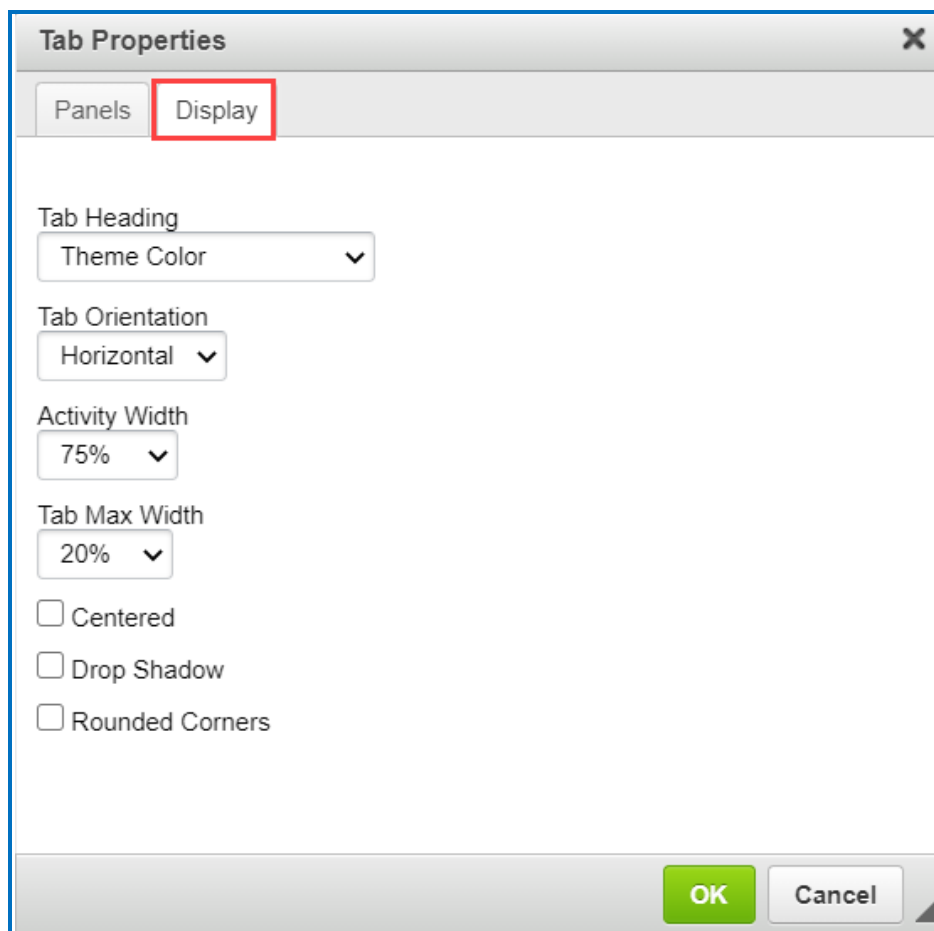 Tab Properties
Panels Display
Tab Heading
Theme Color
Tab Orientation
Horizontal
Activity Width
75%
Tab Max Width
20%
Centered
Drop Shadow
Rounded Corners
OK Cancel